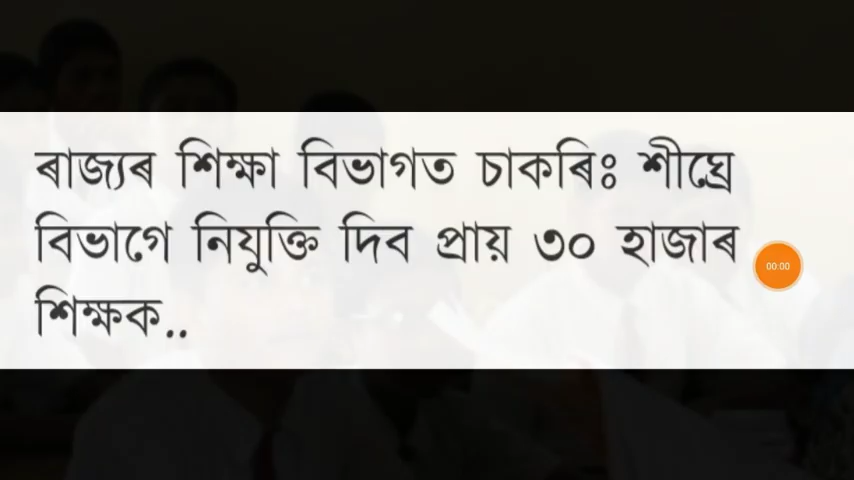 ৰাজ্যৰ শিক্ষা বিভাগত চাকৰিঃ শীঘ্ৰে
বিভাগে নিযুক্তি দিব প্ৰায় ৩০ হাজাৰ
00:00
শিক্ষক..